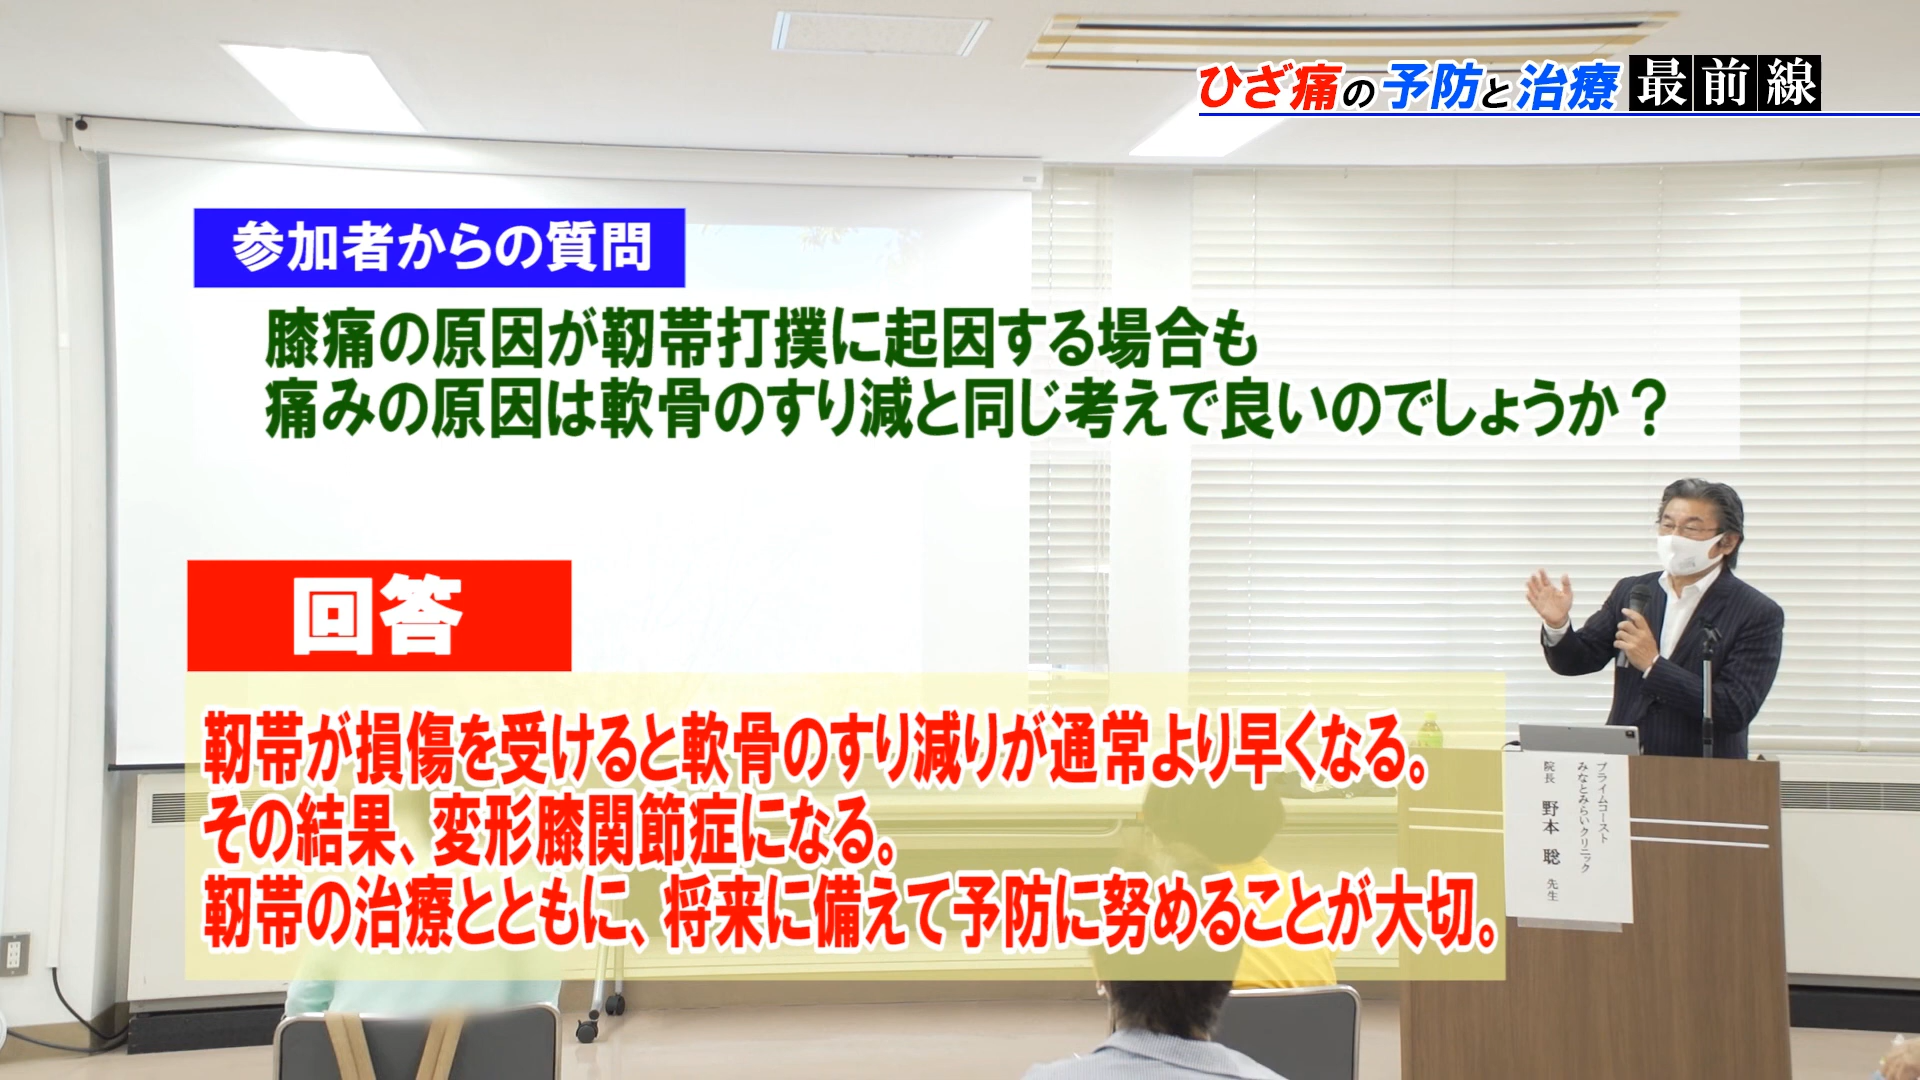 ひざ痛の予防と治療最前線
参加者からの質問
膝痛の原因が靭帯打撲に起因する場合も
痛みの原因は軟骨のすり減と同じ考えで良いのでしょうか？
回答
靭帯が損傷を受けると軟骨のすり減りが通常より早くなる。
その結果、変形膝関節症になる。
靭帯の治療とともに、将来に備えて予防に努めることが大切。
プライムコースト
みなとみらいクリニック
院長 野本 聡 先生